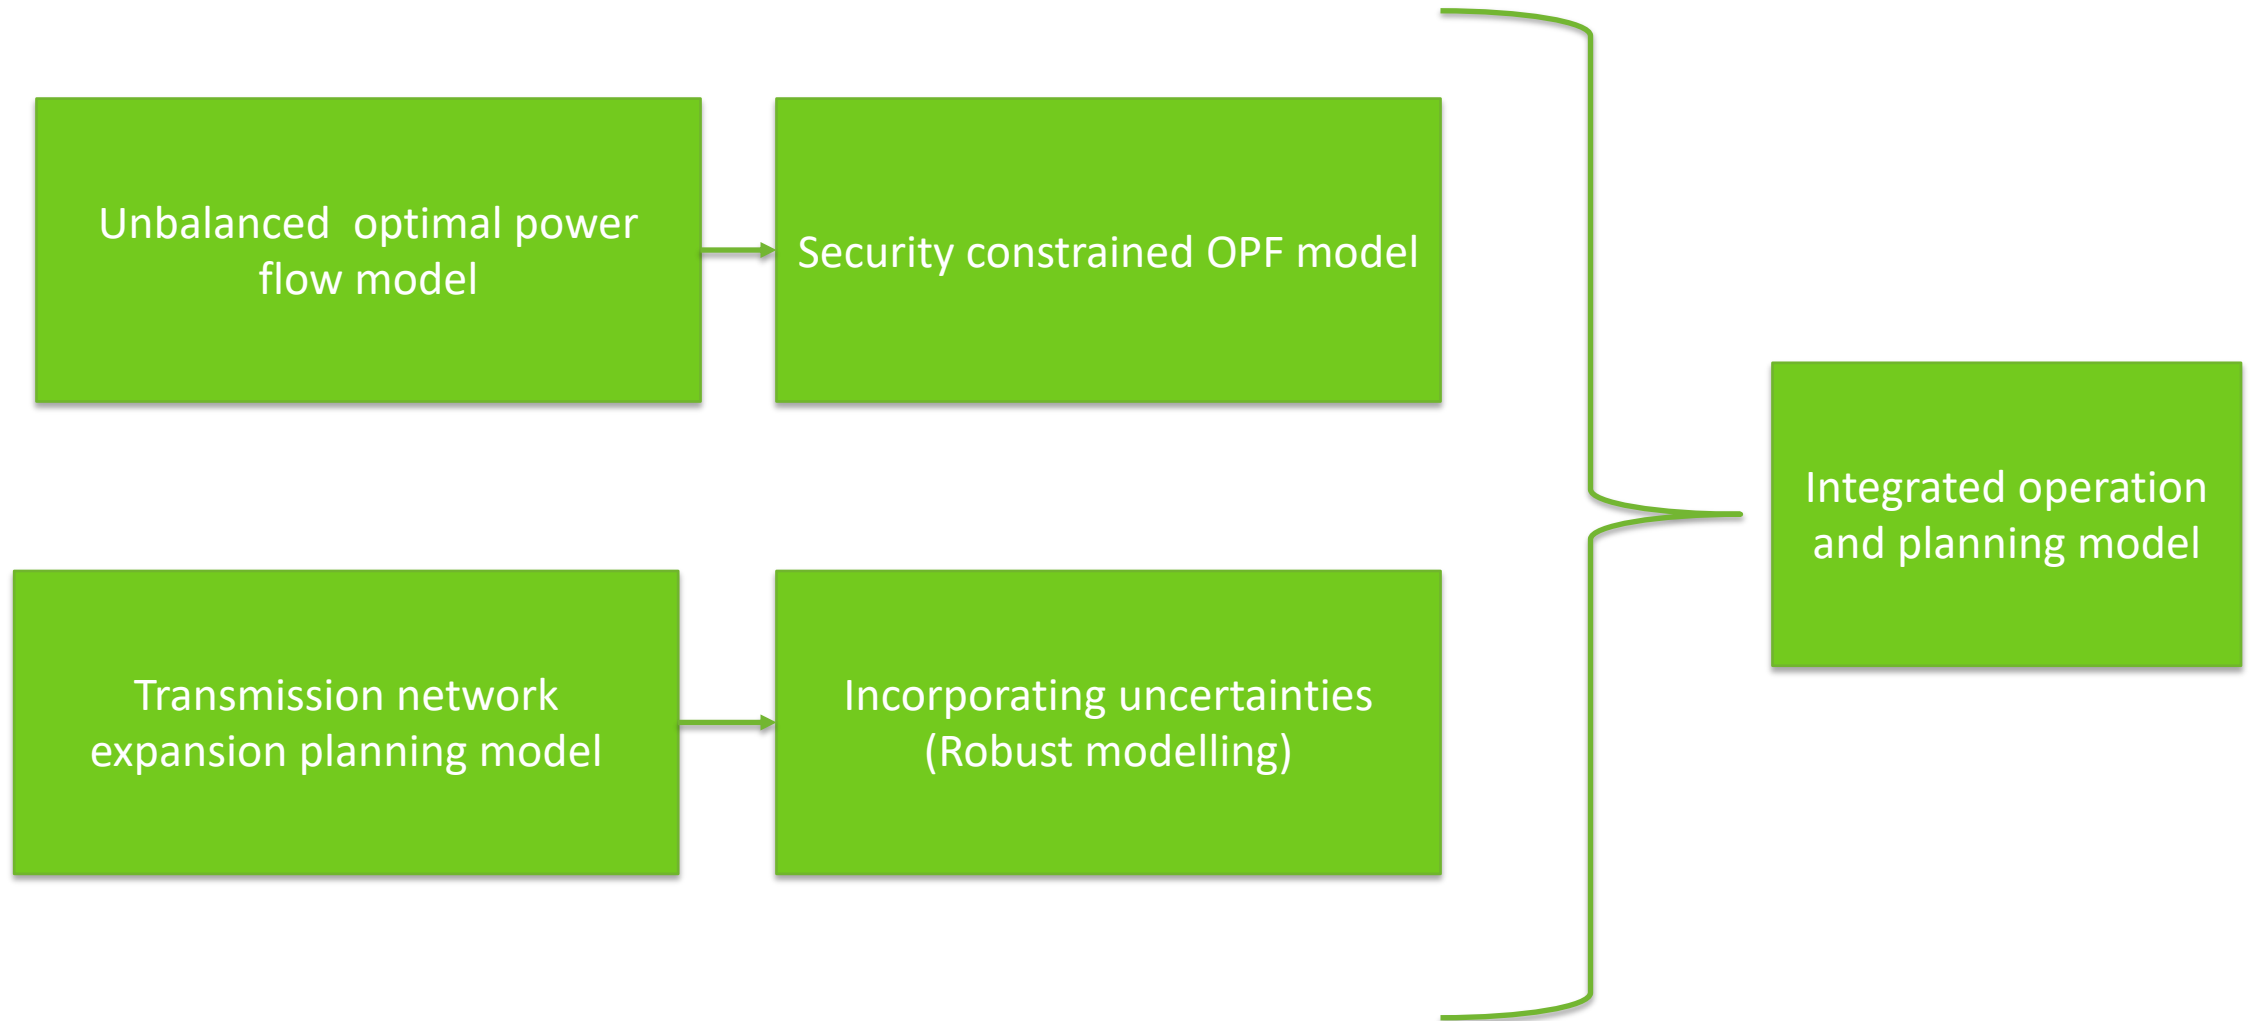 Unbalanced  optimal power
flow model
Security constrained OPF model
Transmission network
expansion planning model
Incorporating uncertainties
(Robust modelling)
Integrated operation
and planning model